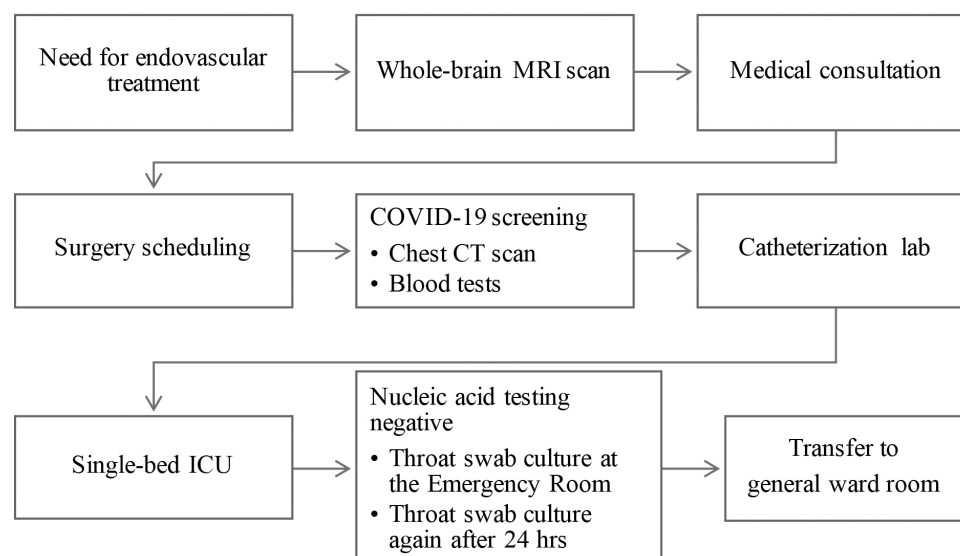 Need for endovascular
treatment
Whole-brain MRI scan
Medical consultation
Surgery scheduling
COVID-19 screening
• Chest CT scan
• Blood tests
Catheterization lab
Single-bed ICU
Nucleic acid testing
negative
• Throat swab culture at
the Emergency Room
• Throat swab culture
again after 24 hrs
Transfer to
general ward room